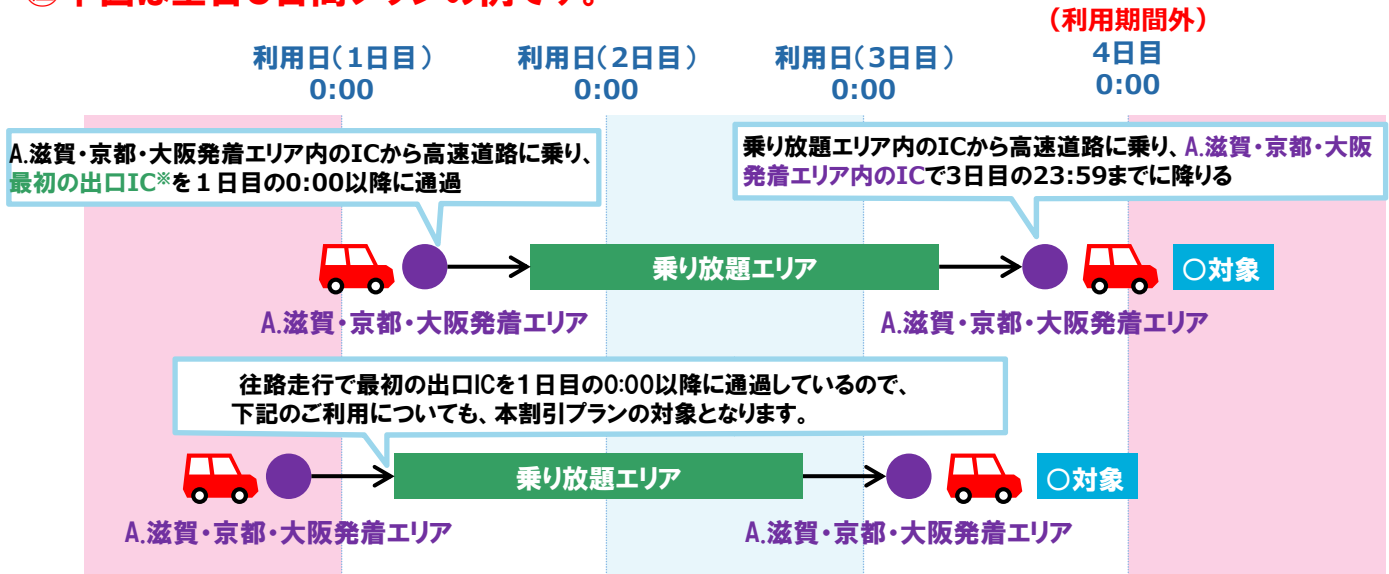 (利用期間外)
利用日(1日目)
0:00
利用日(2日目)
0:00
利用日(3日目)
0:00
4日目
0:00
A.滋賀・京都・大阪発着エリア内のICから高速道路に乗り、
最初の出口IC※を1日目の0:00以降に通過
乗り放題エリア内のICから高速道路に乗り、A.滋賀・京都・大阪
発着エリア内のICで3日目の23:59までに降りる
乗り放題エリア
○対象
A.滋賀・京都・大阪発着エリア
A.滋賀・京都・大阪発着エリア
往路走行で最初の出口ICを1日目の0:00以降に通過しているので、
下記のご利用についても、本割引プランの対象となります。
乗り放題エリア
○対象
A.滋賀・京都・大阪発着エリア
A.滋賀・京都・大阪発着エリア